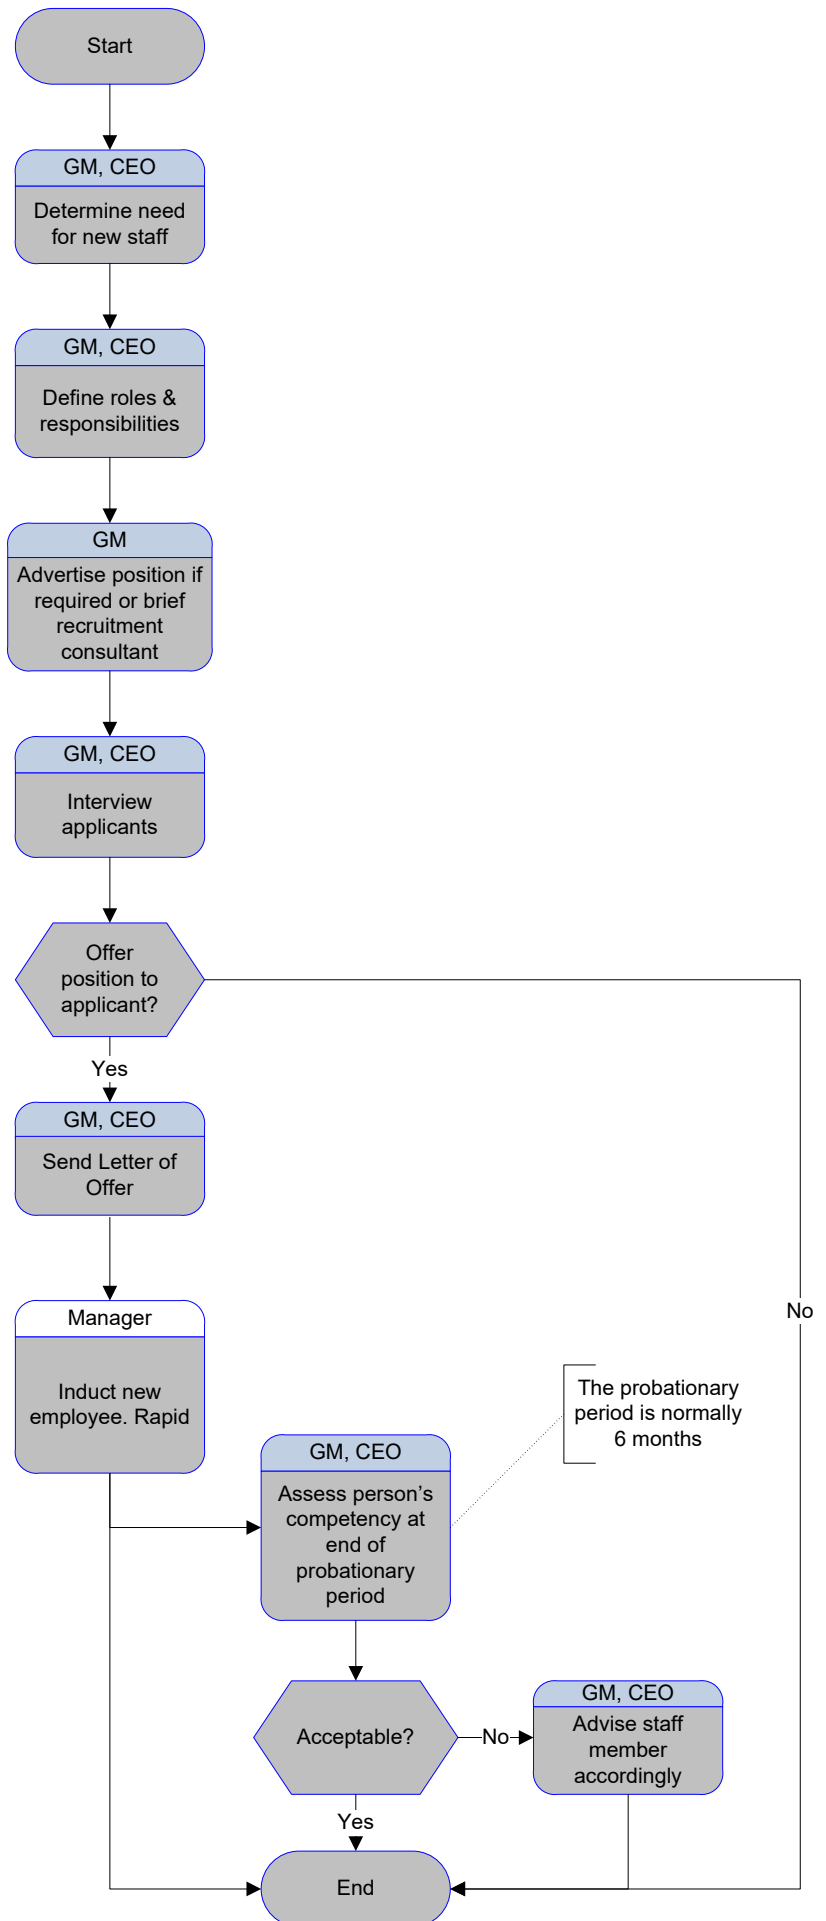 Start
GM, CEO
Determine need
for new staff
GM, CEO
Define roles &
responsibilities
GM
Advertise position if
required or brief
recruitment
consultant
GM, CEO
Interview
applicants
Offer
position to
applicant?
Yes
GM, CEO
Send Letter of
Offer
Manager
Induct new
employee. Rapid
No
The probationary
period is normally
6 months
GM, CEO
Assess person’s
competency at
end of
probationary
period
Acceptable?
No
GM, CEO
Advise staff
member
accordingly
Yes
End